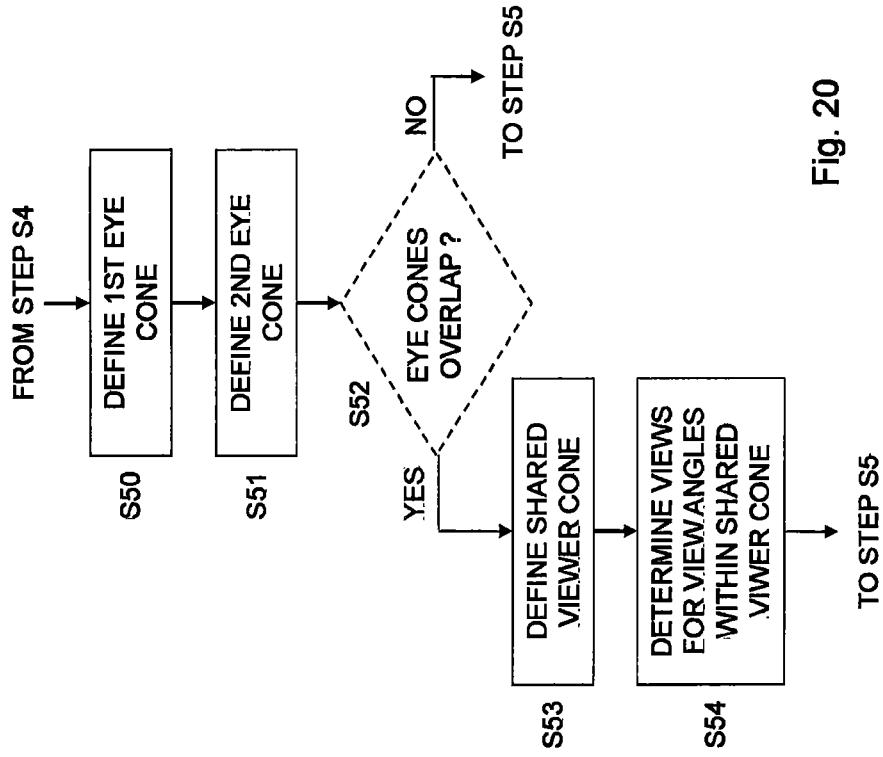 FROM STEP S4
S50
DEFINE 1ST EYE
CONE
S51
DEFINE 2ND EYE
CONE
S52
EYE CONES
OVERLAP ?
YES
NO
TO STEP S5
S53
DEFINE SHARED
VIEWER CONE
S54
DETERMINE VIEWS
FOR VIEW ANGLES
WITHIN SHARED
VIWER CONE
TO STEP S5
Fig. 20